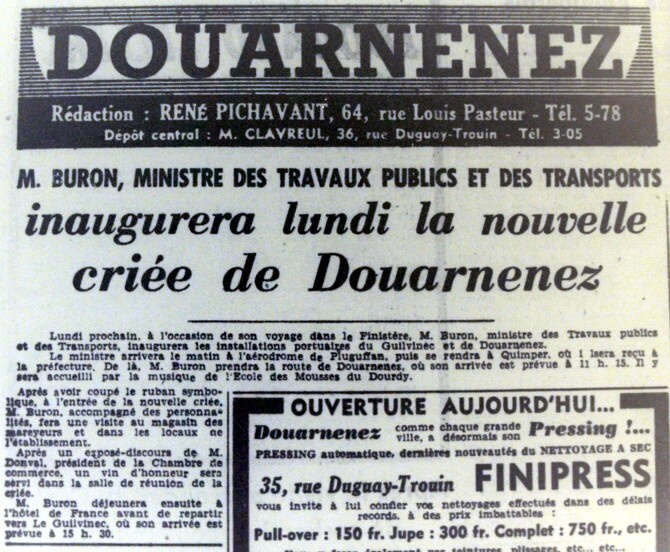 DOUARNENEZ
Rédaction : RENÉ PICHAVANT, 64, rue Louis Pasteur - Tél. 5-78
Dépôt central : M. CLAVREUL, 36, rue Duguay-Trouin - Tél. 3-05
M. BURON, MINISTRE DES TRAVAUX PUBLICS ET DES TRANSPORTS
inaugurera lundi la nouvelle
criée de Douarnenez
Lundi prochain, à l'occasion de son voyage dans le Finistère, M. Buron, ministre des Travaux publics
et des Transports, inaugurera les installations portuaires du Guilvinec et de Douarnenez.
Le ministre arrivera le matin à l'aérodrome de Pluguffan, puis se rendra à Quimper, où i lsera reçu à
la préfecture. De là, M. Buron prendra la route de Douarnenez, où son arrivée est prévue à 11 h. 15. Il y
sera accueilli par la musique de l'Ecole des Mousses du Dourdy.
Après avoir coupé le ruban symbo-
lique, à l'entrée de la nouvelle criée,
M. Buron, accompagné des personna-
lités, fera une visite au magasin des
mareyeurs et dans les locaux de
l'établissement.
Après un exposé-discours de M.
Donval, président de la Chambre de
commerce, un vin d'honneur sera
servi dans la salle de réunion de la
criée.
M. Buron déjeunera ensuite à
l'hôtel de France avant de repartir
vers Le Guilvinec, où son arrivée est
prévue à 15 h. 30.
OUVERTURE AUJOURD'HUI...
Douarnenez comme chaque grande ville, a désormais son Pressing !...
PRESSING automatique, dernières nouveautés du NETTOYAGE A SEC
35, rue Duguay-Trouin FINIPRESS
vous invite à lui confier vos nettoyages effectués dans des délais
records, à des prix imbattables :
Pull-over : 150 fr. Jupe : 300 fr. Complet : 750 fr., etc.